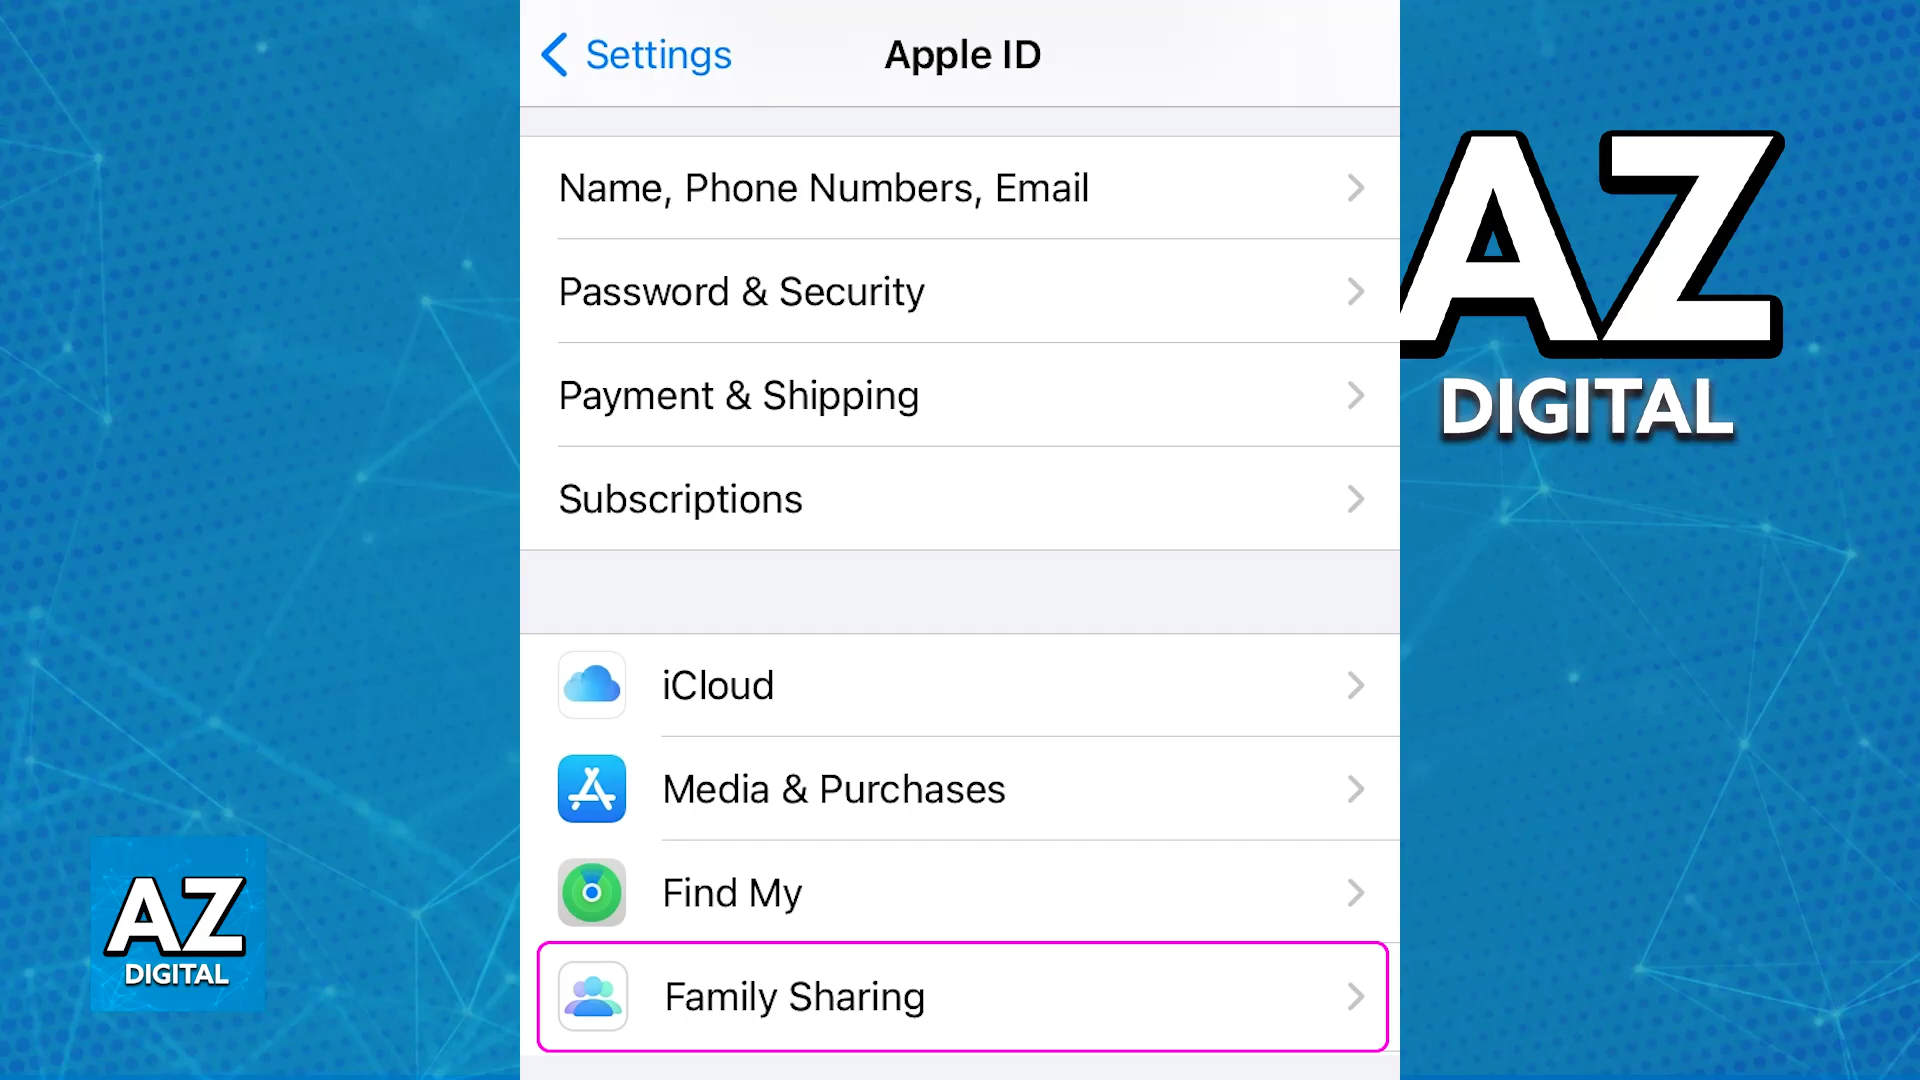 Settings
Apple ID
Name, Phone Numbers, Email
Password & Security
Payment & Shipping
Subscriptions
iCloud
Media & Purchases
Find My
Family Sharing
AZ
DIGITAL
AZ
DIGITAL